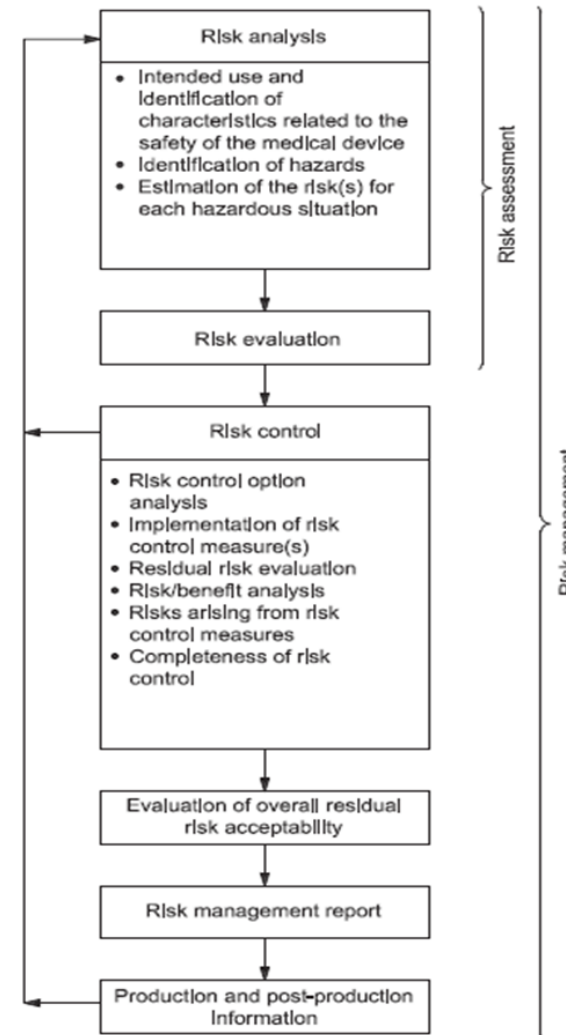 Risk analysis
• Intended use and
identification of
characteristics related to the
safety of the medical device
• Identification of hazards
• Estimation of the risk(s) for
each hazardous situation
Risk assessment
Risk evaluation
Risk control
• Risk control option
analysis
• Implementation of risk
control measure(s)
• Residual risk evaluation
• Risk/benefit analysis
• Risks arising from risk
control measures
• Completeness of risk
control
Risk management
Evaluation of overall residual
risk acceptability
Risk management report
Production and post-production
information